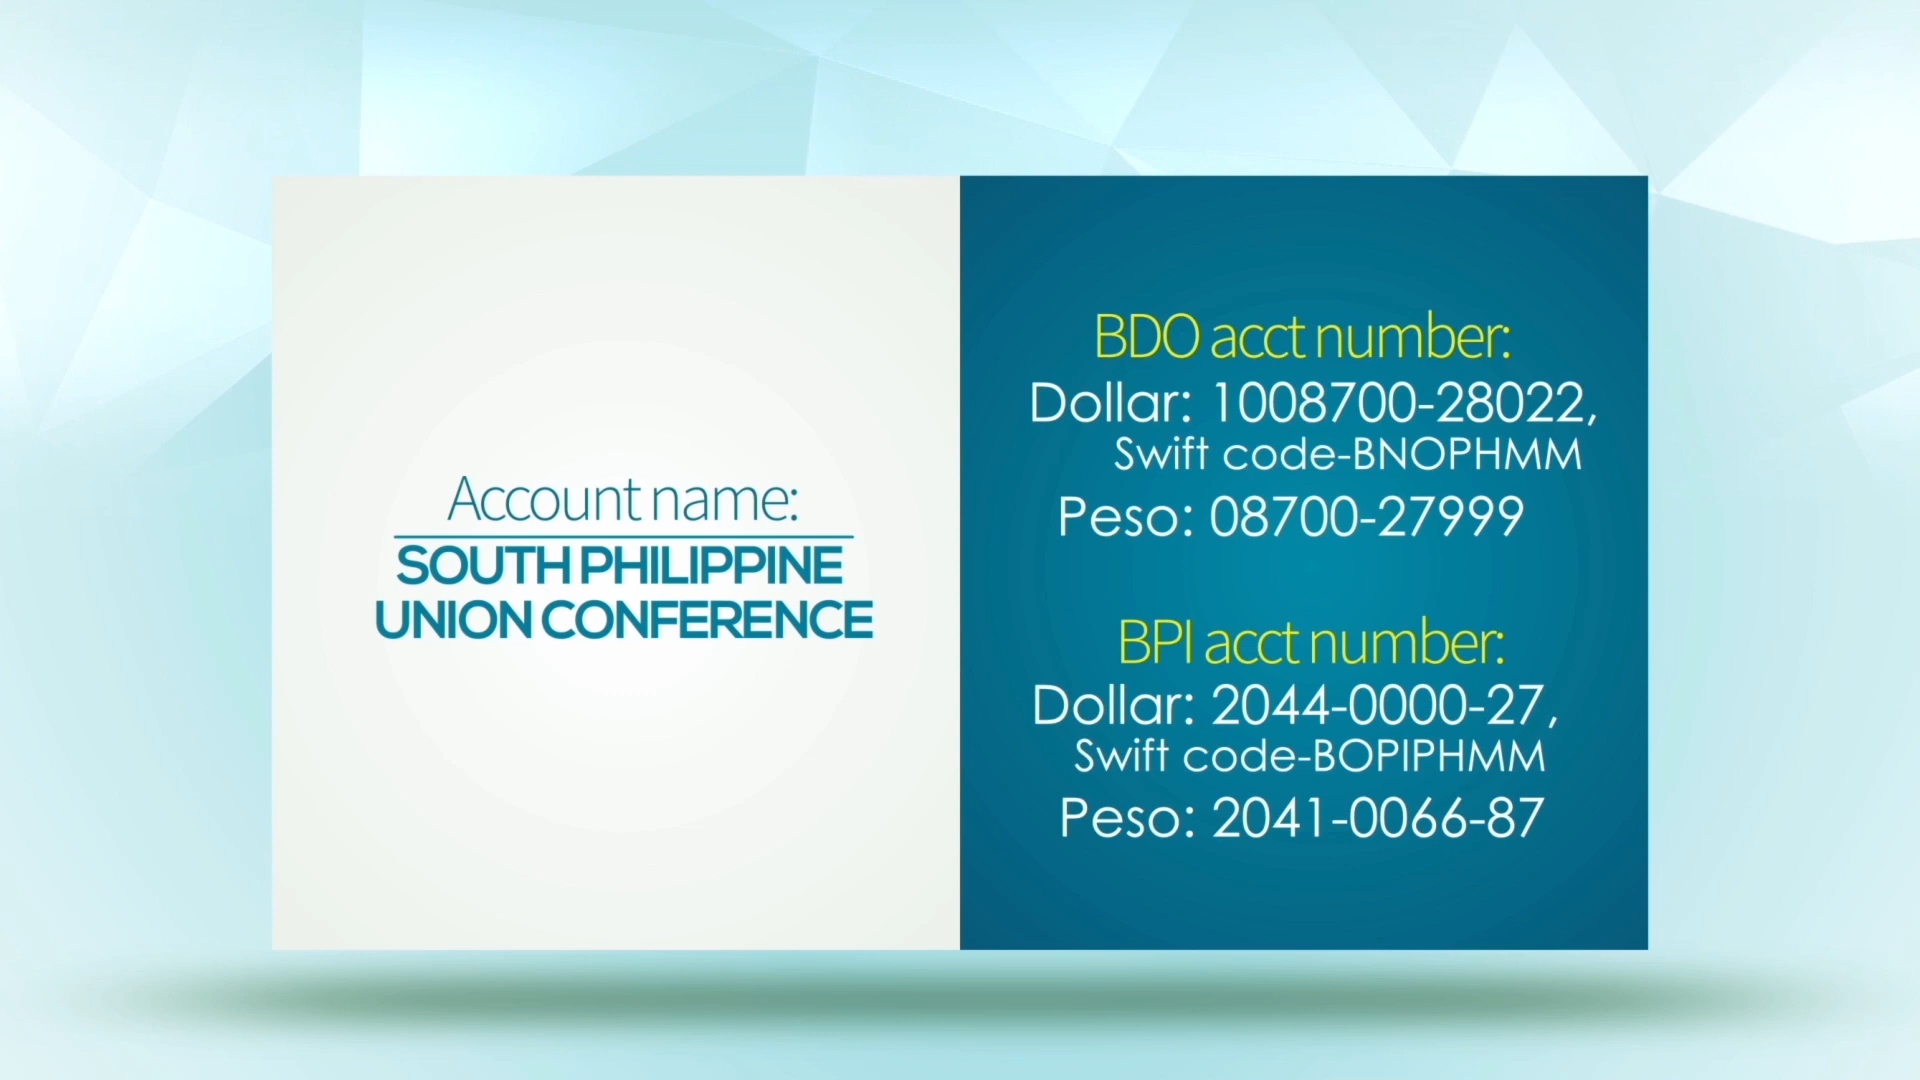 Account name:
SOUTH PHILIPPINE
UNION CONFERENCE
BDO acct number:
Dollar: 1008700-28022,
Swift code-BNOPHMM
Peso: 08700-27999
BPI acct number:
Dollar: 2044-0000-27,
Swift code-BOPIPHMM
Peso: 2041-0066-87